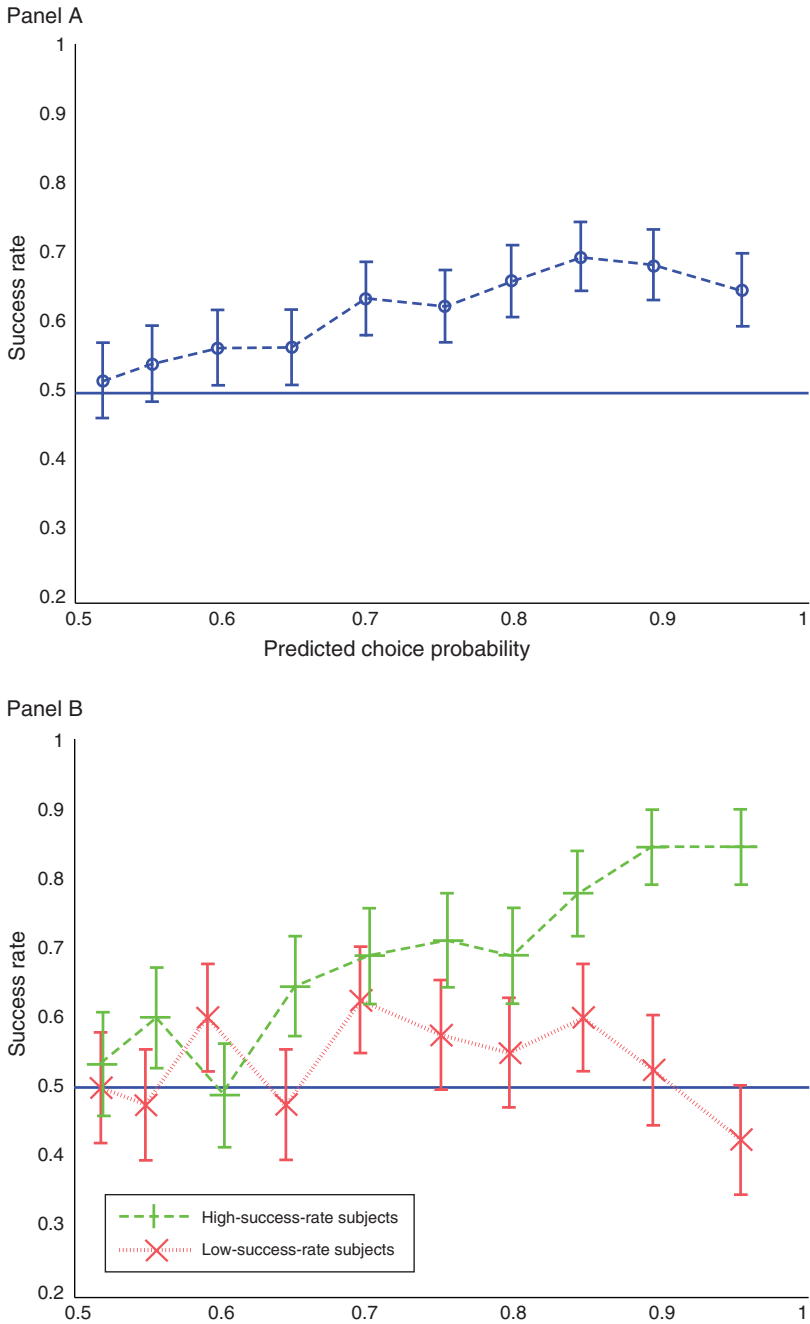 Panel A
1
0.9
0.8
0.7
0.6
0.5
0.4
0.3
0.2
Success rate
0.5 0.6 0.7 0.8 0.9 1
Predicted choice probability
Panel B
1
0.9
0.8
0.7
0.6
0.5
0.4
0.3
0.2
Success rate
High-success-rate subjects
Low-success-rate subjects
0.5 0.6 0.7 0.8 0.9 1